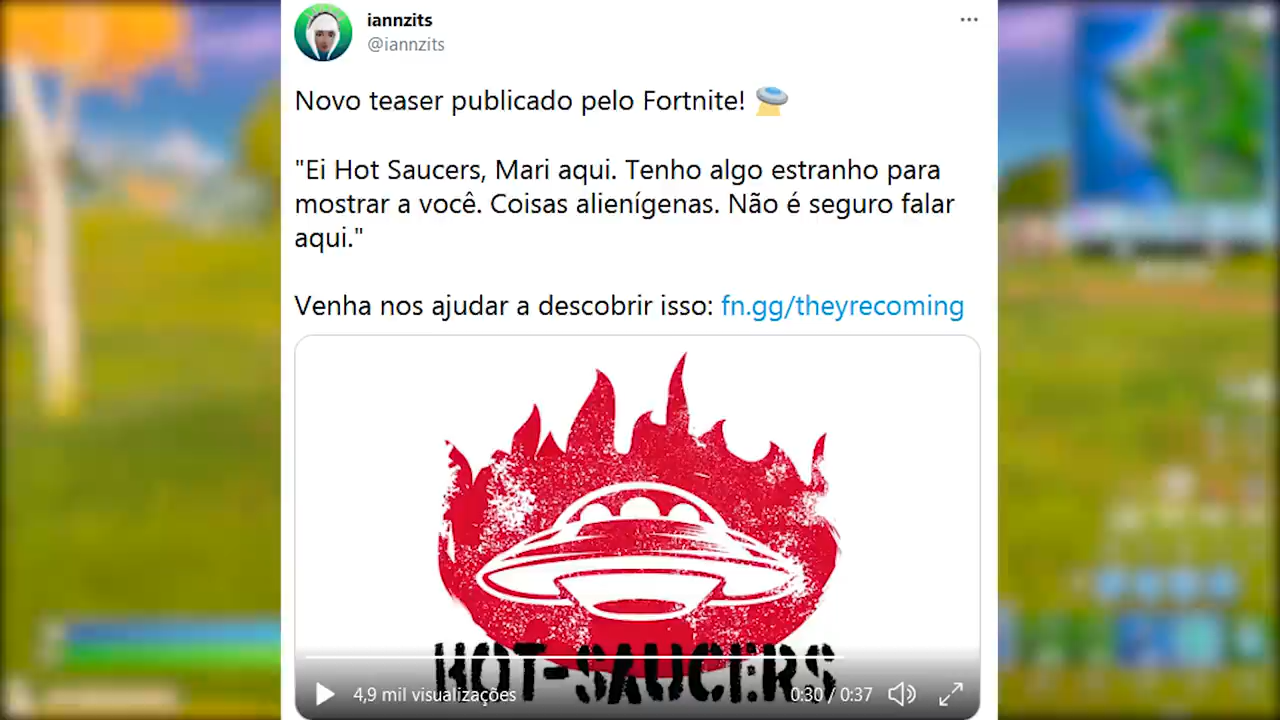 iannzits
@iannzits
Novo teaser publicado pelo Fortnite!
"Ei Hot Saucers, Mari aqui. Tenho algo estranho para
mostrar a você. Coisas alienígenas. Não é seguro falar
aqui."
Venha nos ajudar a descobrir isso: fn.gg/theyrecoming
HOT-SAUCERS
4,9 mil visualizações
0:30 / 0:37